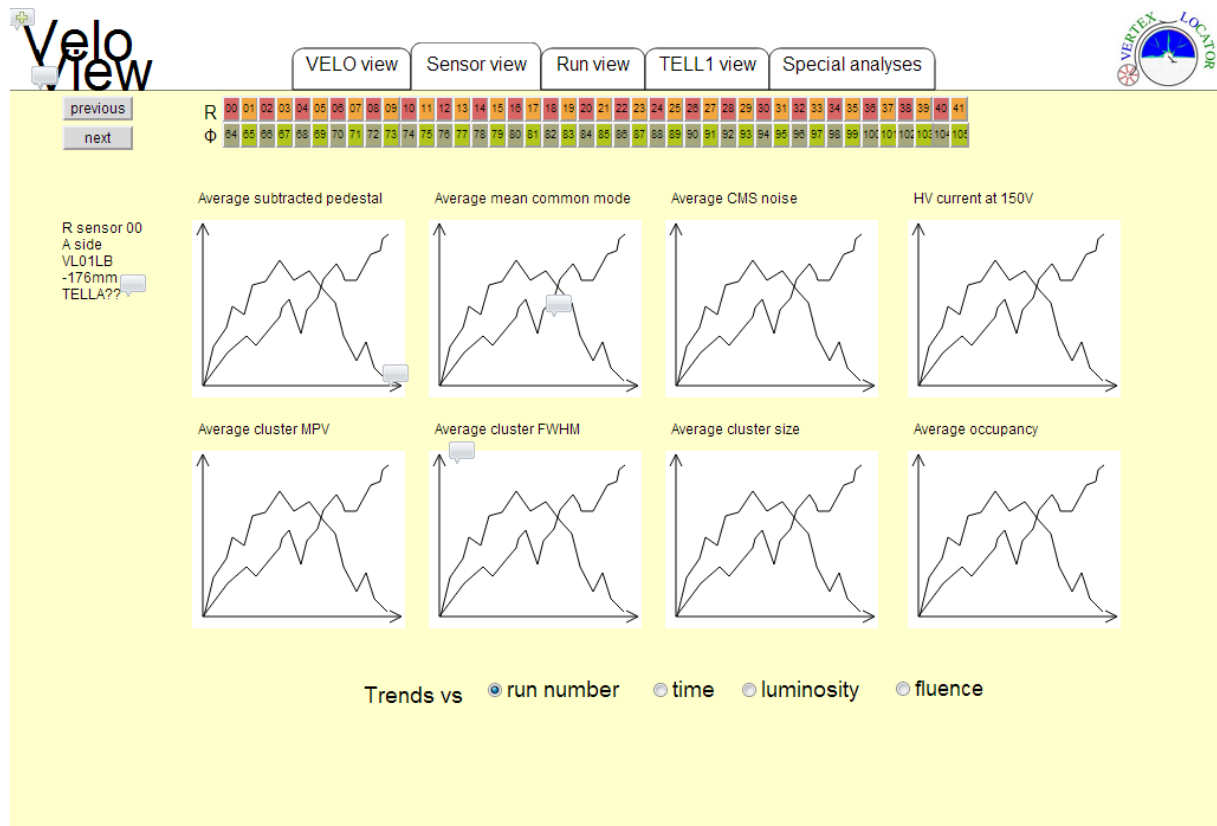 Velo
View
VERTEX LOCATOR
VELO view Sensor view Run view TELL1 view Special analyses
previous
next
R 00 01 02 03 04 05 06 07 08 09 10 11 12 13 14 15 16 17 18 19 20 21 22 23 24 25 26 27 28 29 30 31 32 33 34 35 36 37 38 39 40 41
Φ 64 65 66 67 68 69 70 71 72 73 74 75 76 77 78 79 80 81 82 83 84 85 86 87 88 89 90 91 92 93 94 95 96 97 98 99 100 101 102 103 104 105
Average subtracted pedestal Average mean common mode Average CMS noise HV current at 150V
R sensor 00
A side
VL01LB
-176mm
TELLA??
Average cluster MPV Average cluster FWHM Average cluster size Average occupancy
Trends vs run number time luminosity fluence